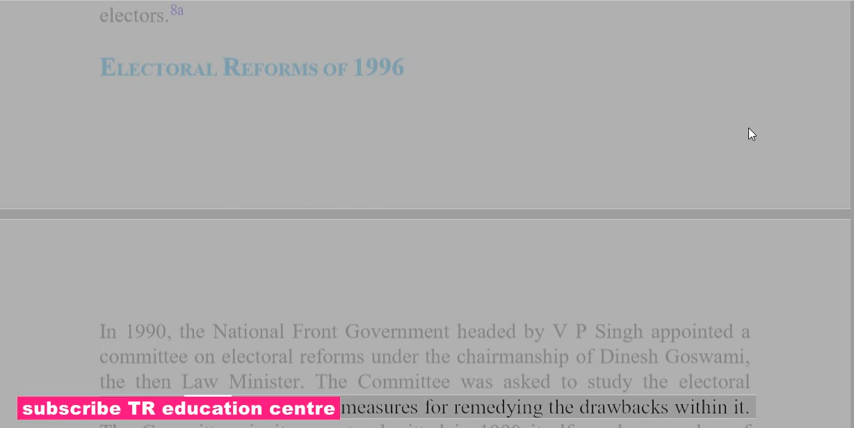 electors.8a
ELECTORAL REFORMS OF 1996
In 1990, the National Front Government headed by V P Singh appointed a
committee on electoral reforms under the chairmanship of Dinesh Goswami,
the then Law Minister. The Committee was asked to study the electoral
subscribe TR education centre measures for remedying the drawbacks within it.